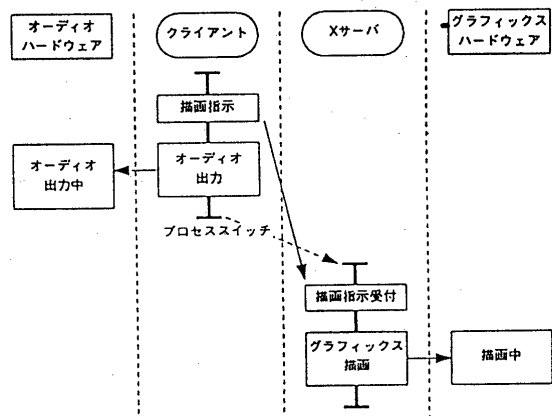 オーディオ
ハードウェア
クライアント
Xサーバ
グラフィックス
ハードウェア
描画指示
オーディオ
出力中
オーディオ
出力
プロセススイッチ
描画指示受付
グラフィックス
描画
描画中